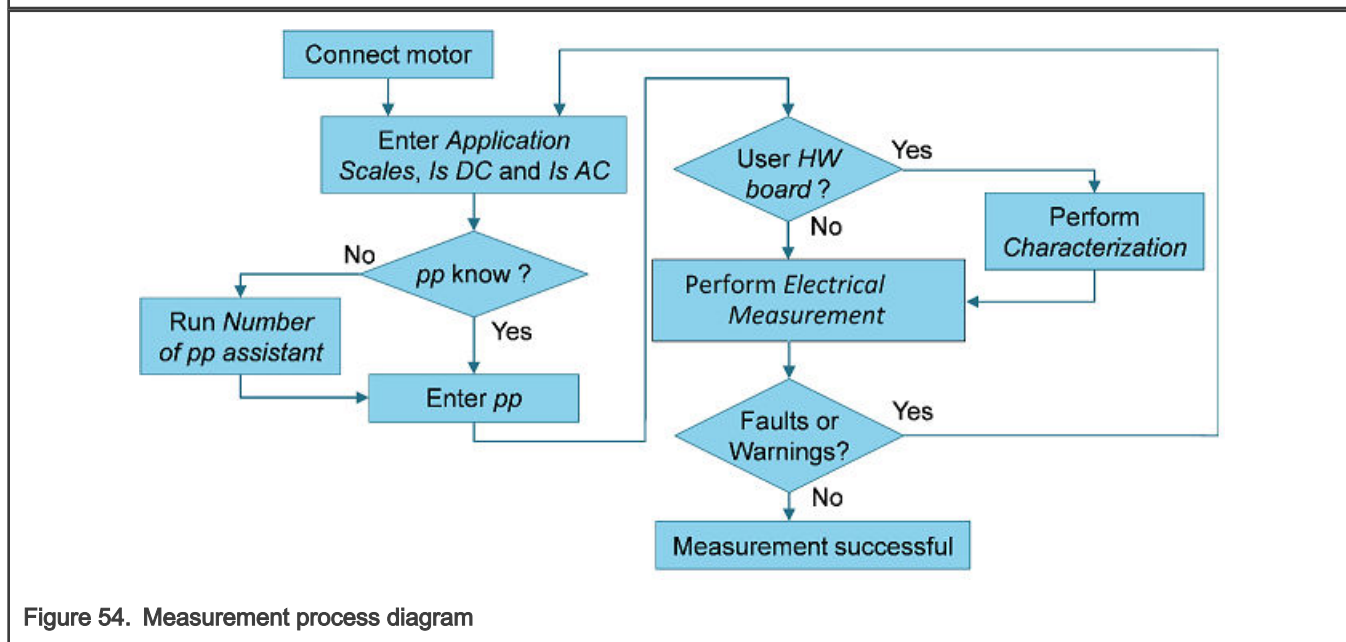 Connect motor
Enter Application
Scales, Is DC and Is AC
No
pp know ?
Run Number
of pp assistant
Yes
Enter pp
User HW
board ?
Yes
No
Perform
Characterization
Perform Electrical
Measurement
Faults or
Warnings?
Yes
No
Measurement successful
Figure 54. Measurement process diagram